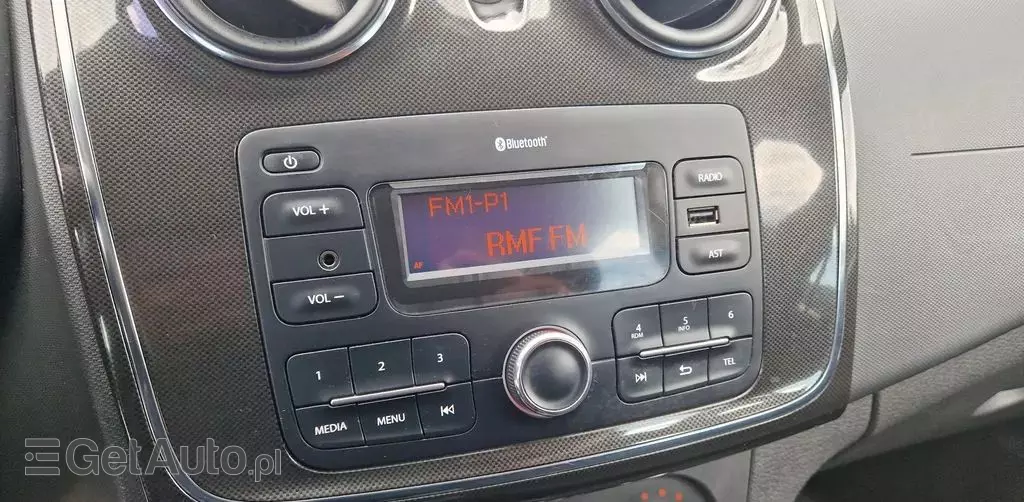 Bluetooth
RADIO
VOL +
FM1-P1
RMF FM
AF
AST
VOL –
4
RDM
5
INFO
6
1
2
3
TEL
MEDIA
MENU
GetAuto.pl